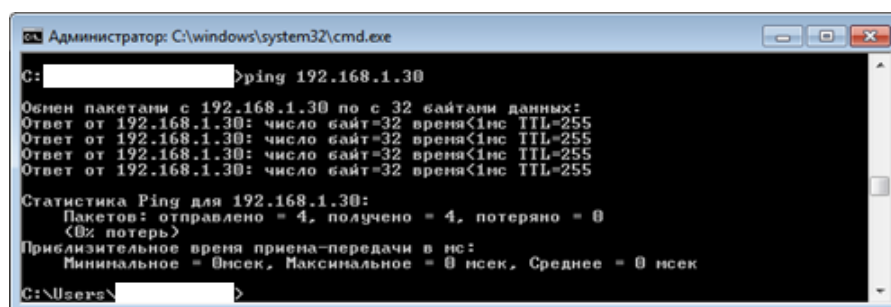 Администратор: C:\windows\system32\cmd.exe
C: >ping 192.168.1.30
Обмен пакетами с 192.168.1.30 по с 32 байтами данных:
Ответ от 192.168.1.30: число байт=32 время<1мс TTL=255
Ответ от 192.168.1.30: число байт=32 время<1мс TTL=255
Ответ от 192.168.1.30: число байт=32 время<1мс TTL=255
Ответ от 192.168.1.30: число байт=32 время<1мс TTL=255
Статистика Ping для 192.168.1.30:
Пакетов: отправлено = 4, получено = 4, потеряно = 0
(0% потерь)
Приблизительное время приема-передачи в мс:
Минимальное = 0мсек, Максимальное = 0 мсек, Среднее = 0 мсек
C:\Users\ >